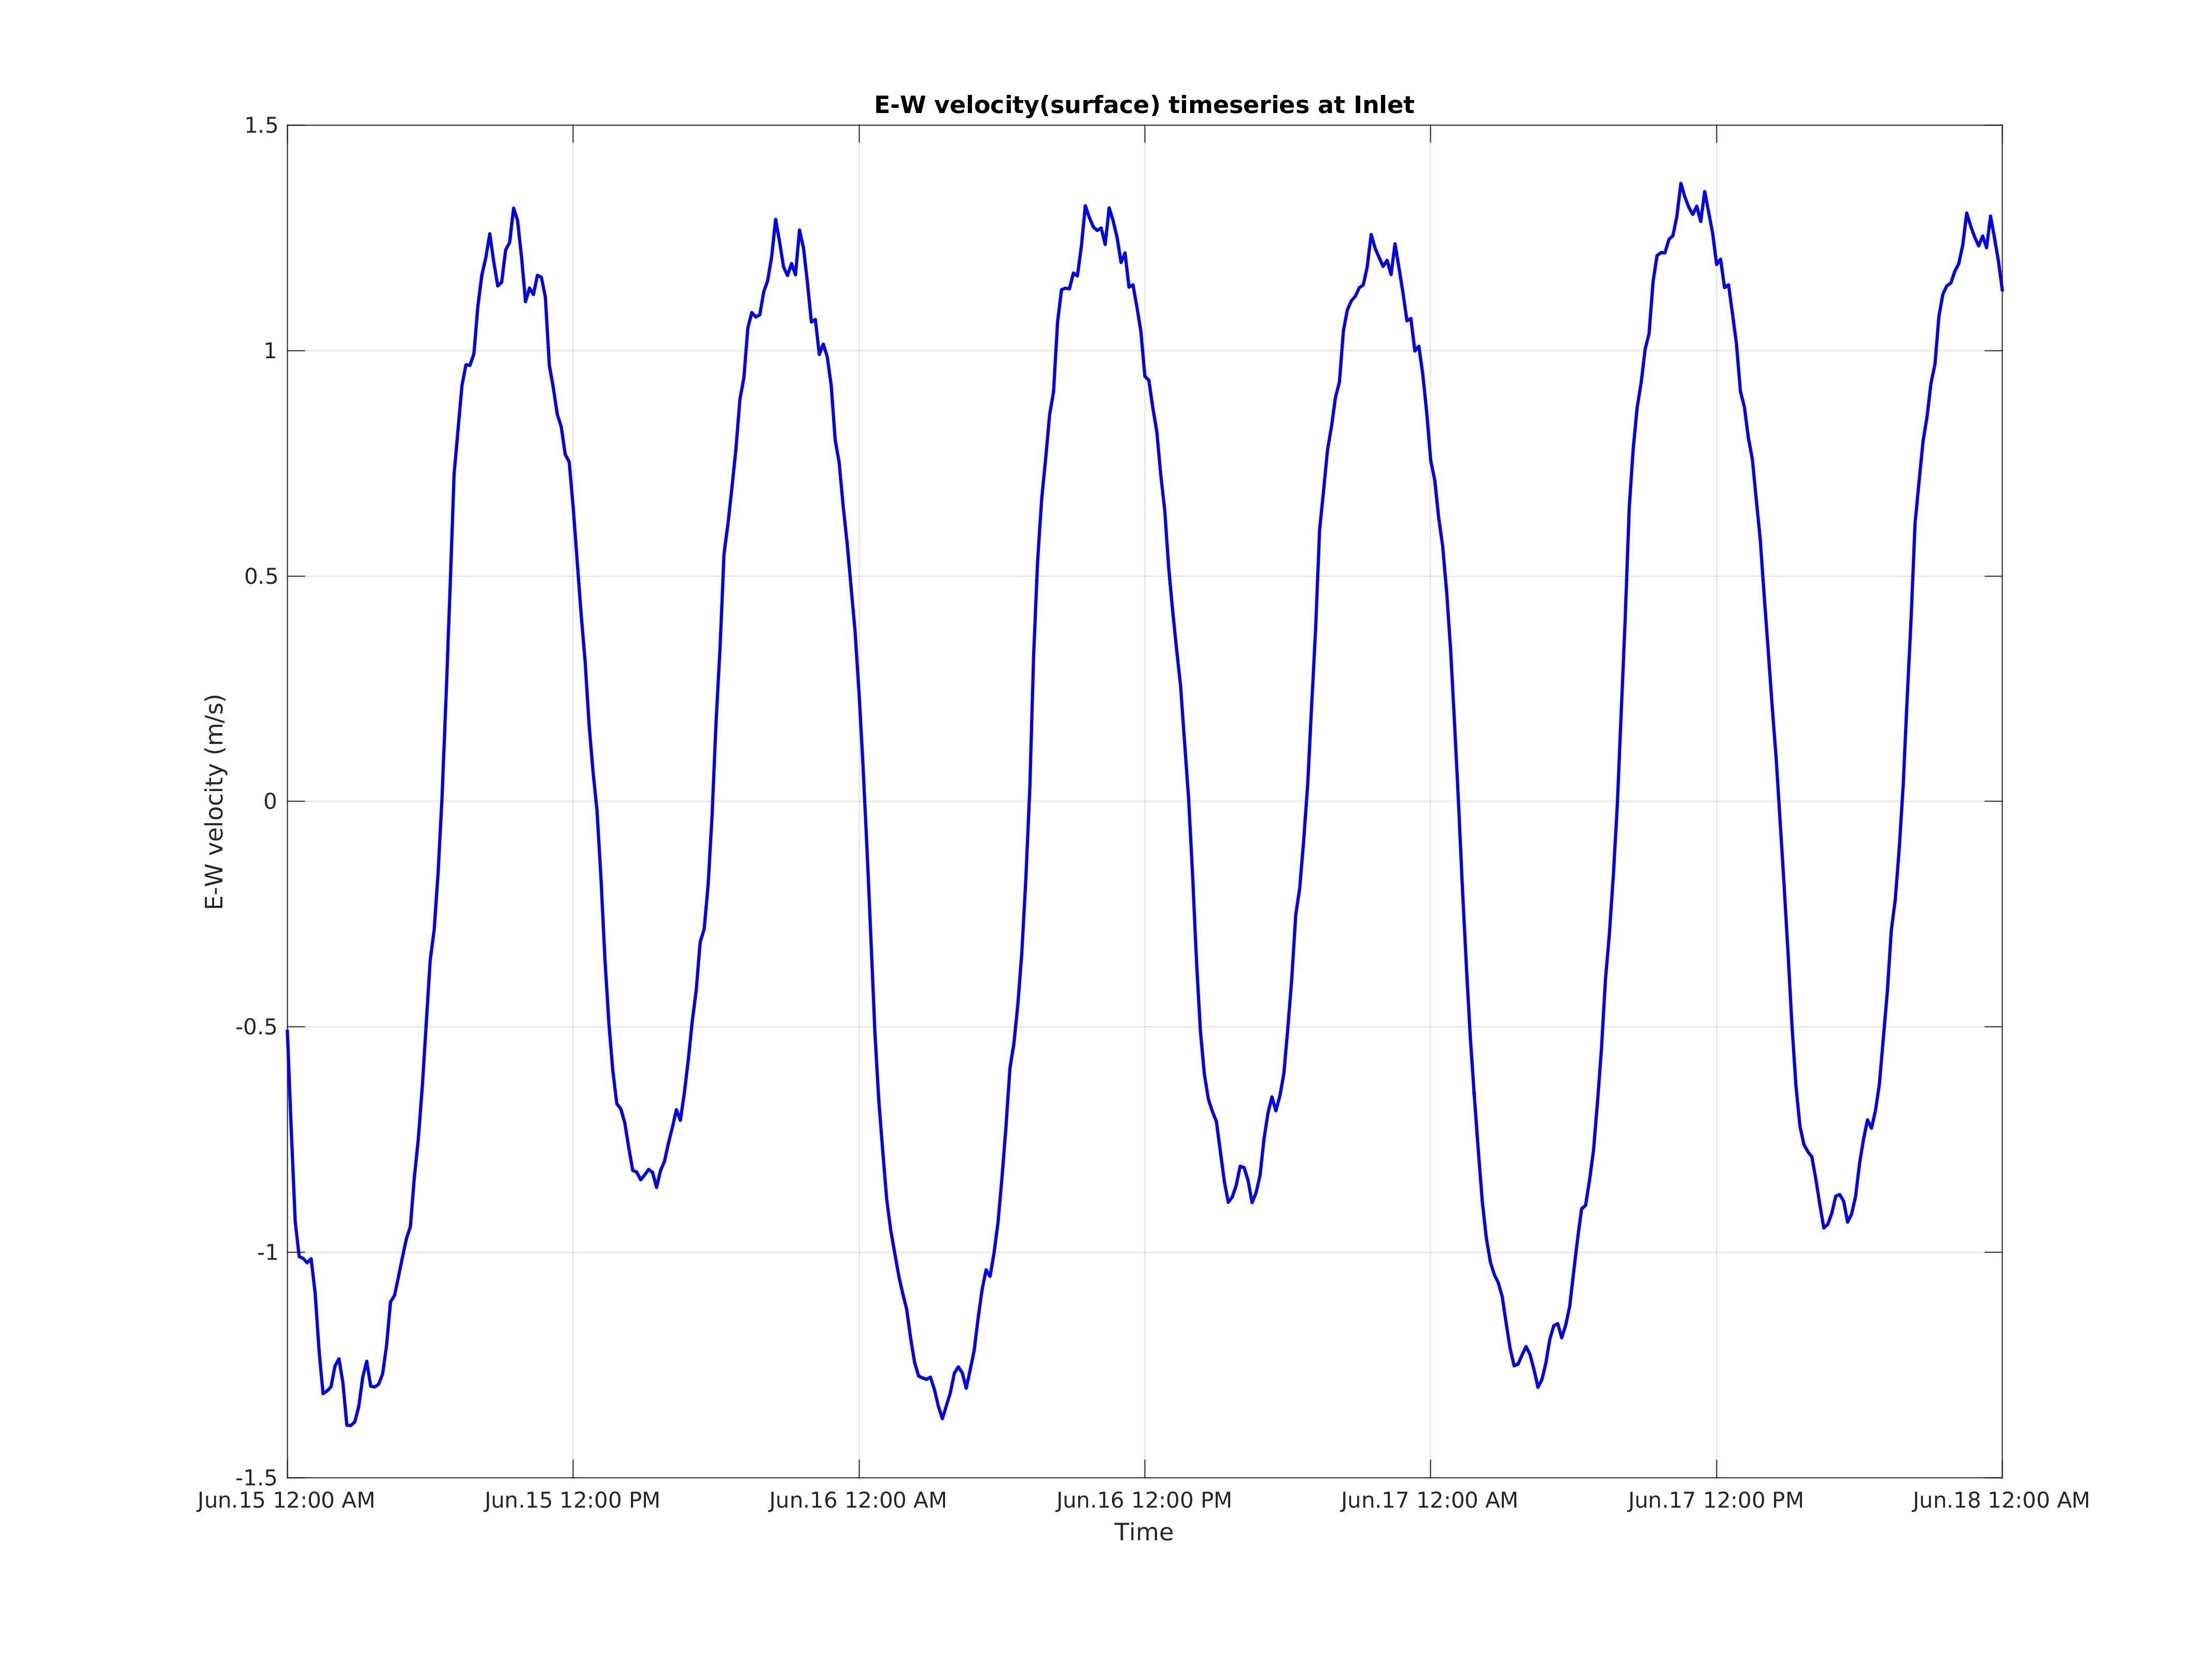 E-W velocity(surface) timeseries at Inlet
1.5
1
0.5
0
-0.5
-1
-1.5
E-W velocity (m/s)
Jun.15 12:00 AM
Jun.15 12:00 PM
Jun.16 12:00 AM
Jun.16 12:00 PM
Jun.17 12:00 AM
Jun.17 12:00 PM
Jun.18 12:00 AM
Time